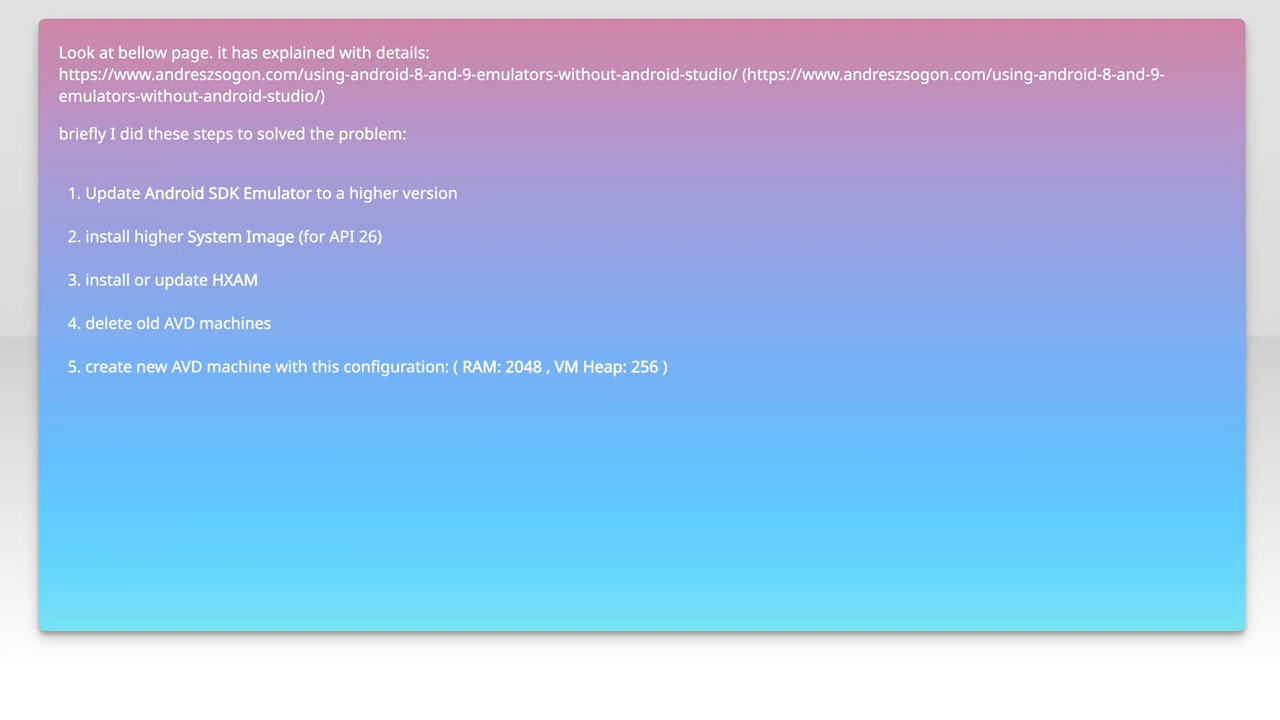 Look at bellow page. it has explained with details:
https://www.andreszsogon.com/using-android-8-and-9-emulators-without-android-studio/ (https://www.andreszsogon.com/using-android-8-and-9-
emulators-without-android-studio/)
briefly I did these steps to solved the problem:
1. Update Android SDK Emulator to a higher version
2. install higher System Image (for API 26)
3. install or update HXAM
4. delete old AVD machines
5. create new AVD machine with this configuration: ( RAM: 2048 , VM Heap: 256 )